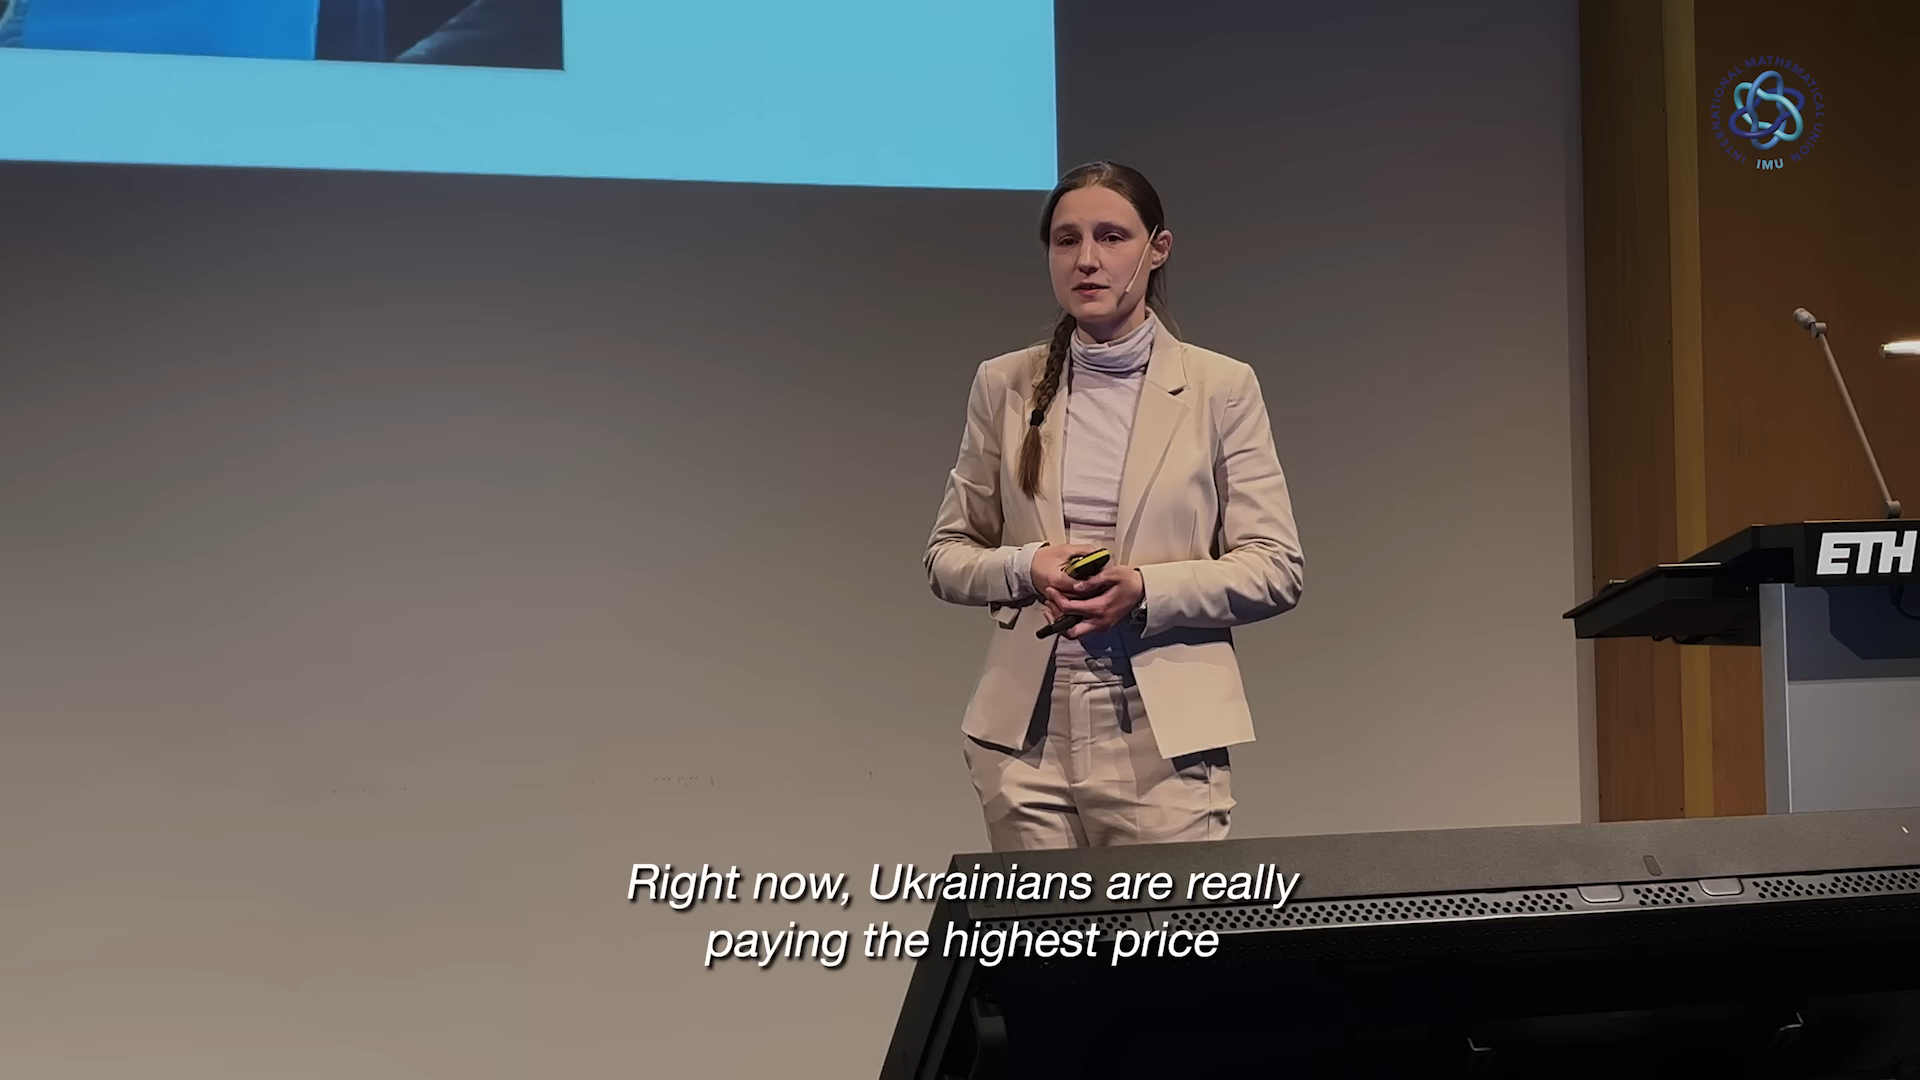 INTERNATIONAL MATHEMATICAL UNION
IMU
ETH
Right now, Ukrainians are really
paying the highest price